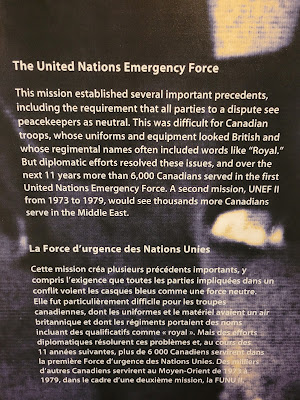 The United Nations Emergency Force
This mission established several important precedents,
including the requirement that all parties to a dispute see
peacekeepers as neutral. This was difficult for Canadian
troops, whose uniforms and equipment looked British and
whose regimental names often included words like "Royal."
But diplomatic efforts resolved these issues, and over the
next 11 years more than 6,000 Canadians served in the first
United Nations Emergency Force. A second mission, UNEF II
from 1973 to 1979, would see thousands more Canadians
serve in the Middle East.
La Force d'urgence des Nations Unies
Cette mission créa plusieurs précédents importants, y
compris l'exigence que toutes les parties impliquées dans un
conflit voient les casques bleus comme une force neutre.
Elle fut particulièrement difficile pour les troupes
canadiennes, dont les uniformes et le matériel avaient un air
britannique et dont les régiments portaient des noms
incluant des qualificatifs comme « royal ». Mais des efforts
diplomatiques résolurent ces problèmes et, au cours des
11 années suivantes, plus de 6 000 Canadiens servirent dans
la première Force d'urgence des Nations Unies. Des milliers
d'autres Canadiens servirent au Moyen-Orient de 1973 à
1979, dans le cadre d'une deuxième mission, la FUNU II.